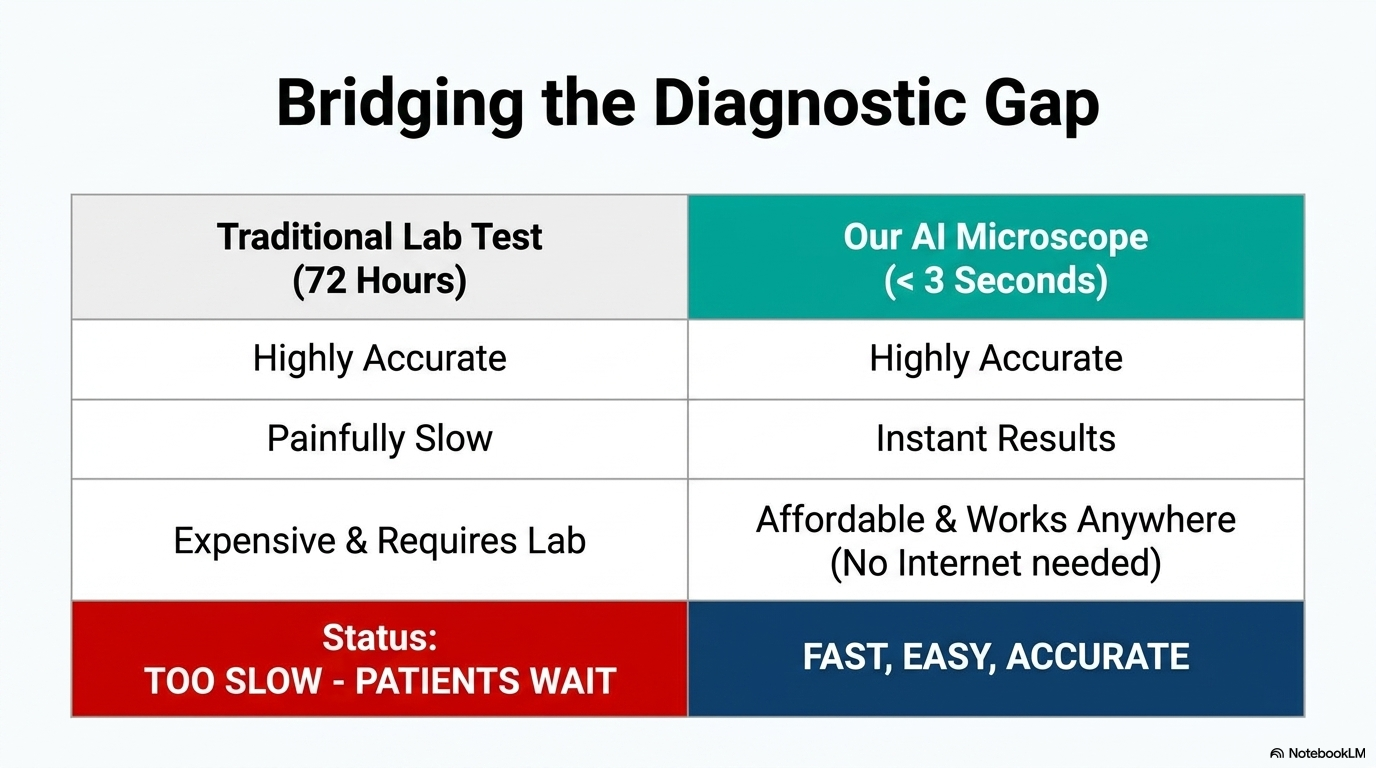 Bridging the Diagnostic Gap
Traditional Lab Test
(72 Hours)
Our AI Microscope
(< 3 Seconds)
Highly Accurate
Highly Accurate
Painfully Slow
Instant Results
Expensive & Requires Lab
Affordable & Works Anywhere
(No Internet needed)
Status:
TOO SLOW - PATIENTS WAIT
FAST, EASY, ACCURATE
NotebookLM